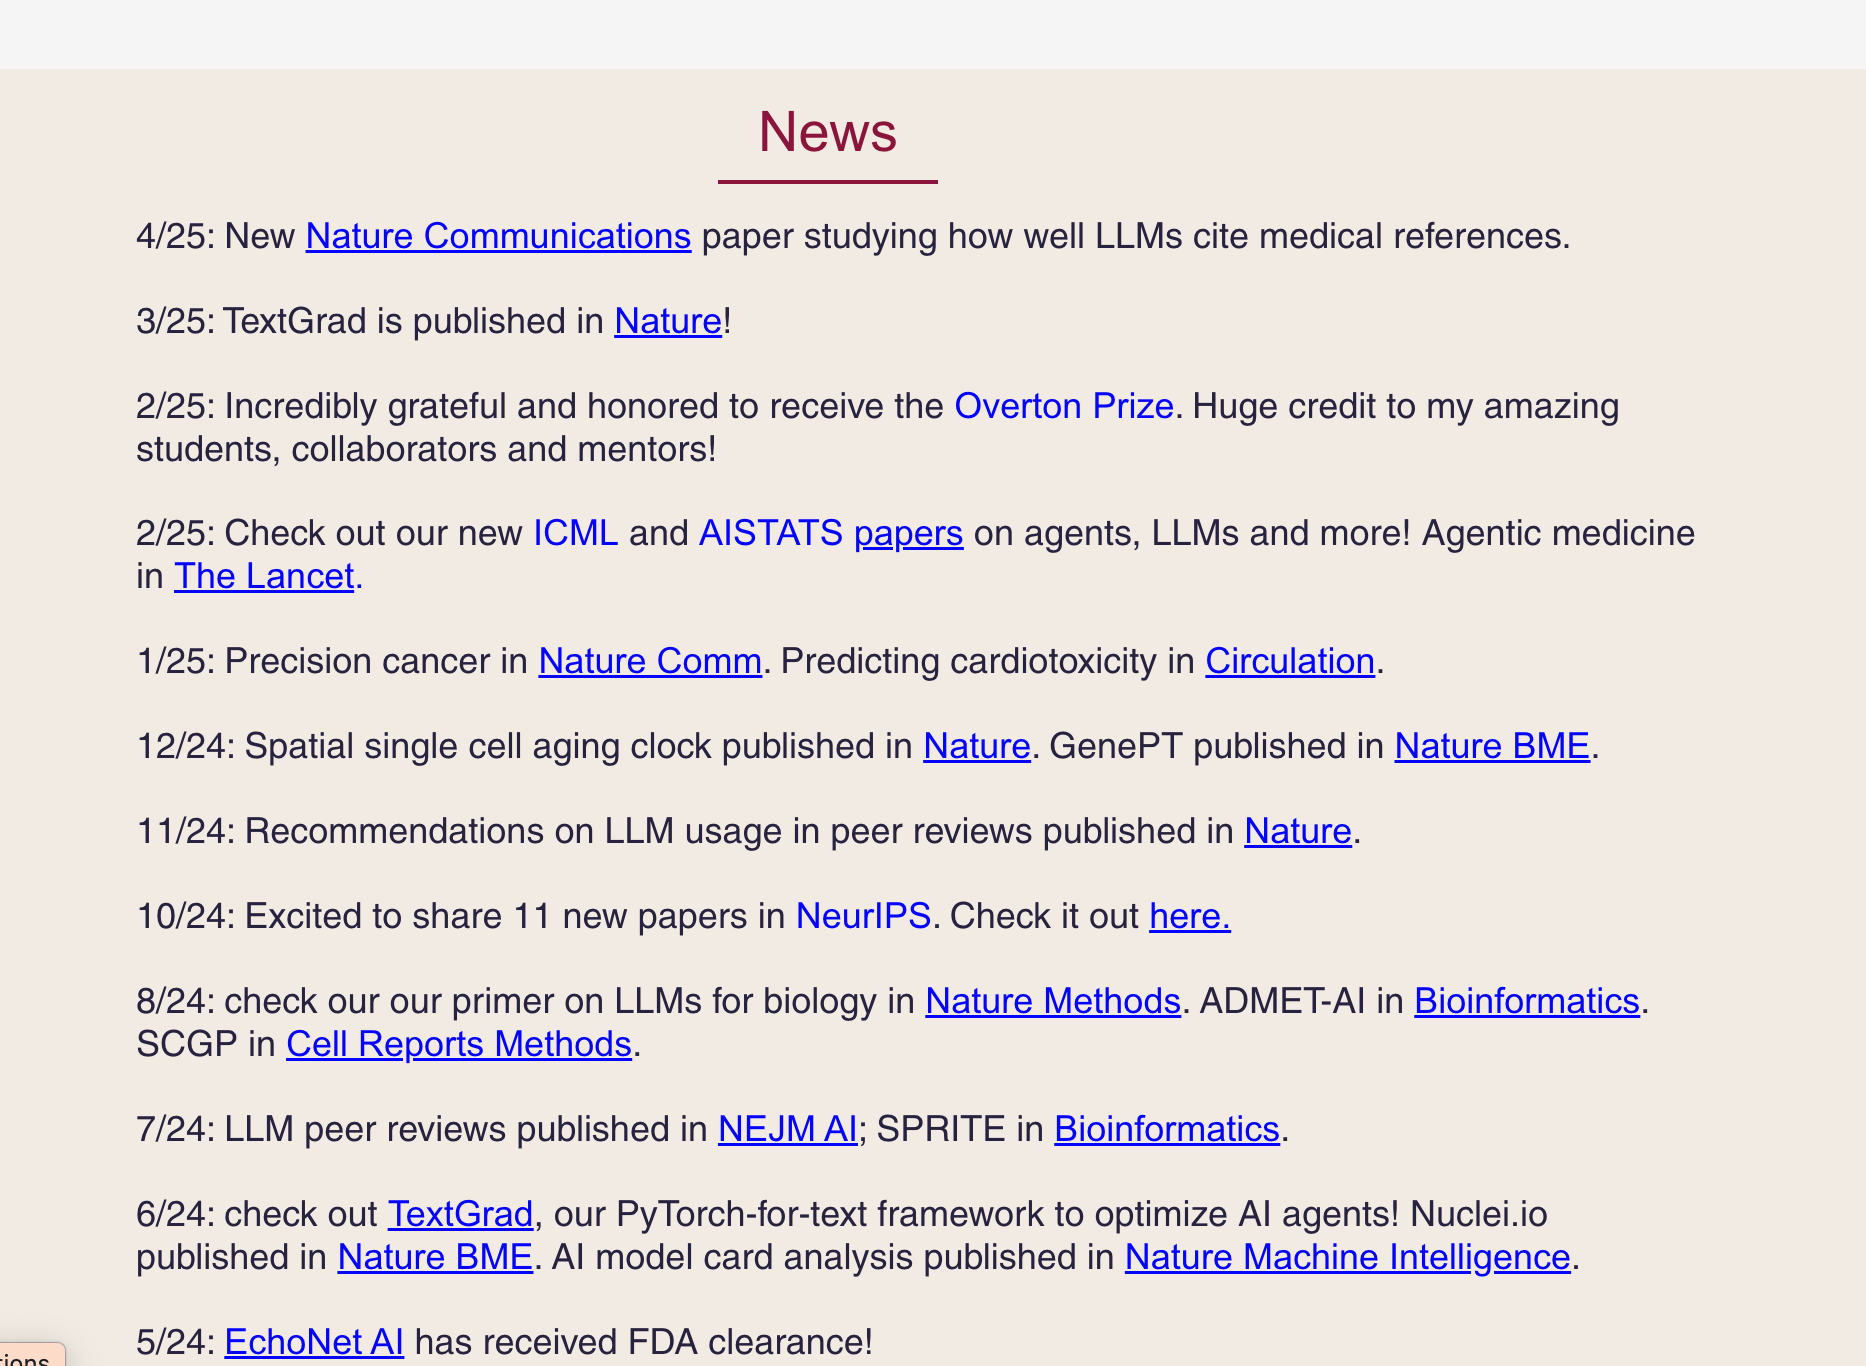 News
4/25: New Nature Communications paper studying how well LLMs cite medical references.
3/25: TextGrad is published in Nature!
2/25: Incredibly grateful and honored to receive the Overton Prize. Huge credit to my amazing
students, collaborators and mentors!
2/25: Check out our new ICML and AISTATS papers on agents, LLMs and more! Agentic medicine
in The Lancet.
1/25: Precision cancer in Nature Comm. Predicting cardiotoxicity in Circulation.
12/24: Spatial single cell aging clock published in Nature. GenePT published in Nature BME.
11/24: Recommendations on LLM usage in peer reviews published in Nature.
10/24: Excited to share 11 new papers in NeurIPS. Check it out here.
8/24: check our our primer on LLMs for biology in Nature Methods. ADMET-AI in Bioinformatics.
SCGP in Cell Reports Methods.
7/24: LLM peer reviews published in NEJM AI; SPRITE in Bioinformatics.
6/24: check out TextGrad, our PyTorch-for-text framework to optimize AI agents! Nuclei.io
published in Nature BME. AI model card analysis published in Nature Machine Intelligence.
5/24: EchoNet AI has received FDA clearance!